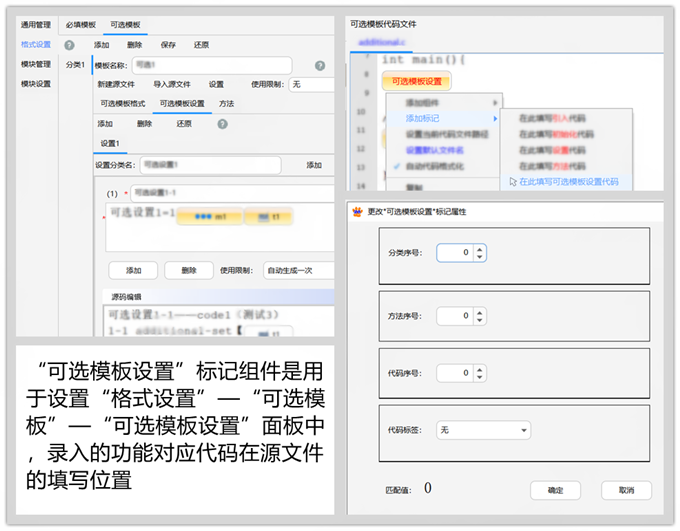 通用管理
必填模板
可选模板
格式设置
?
添加
删除
保存
还原
模块管理
分类1
模板名称：
可选1
?
模块设置
新建源文件
导入源文件
设置
使用限制：
无
可选模板格式
可选模板设置
方法
添加
删除
还原
?
设置1
设置分类名：
可选设置1
添加
(1)
*
可选设置1-1
*
可选设置1=1
m1
t1
添加
删除
使用限制：
自动生成一次
源码编辑
可选设置1-1——code1（测试3）
1-1 additional-set【
t1
可选模板代码文件
additional.c
7
int main(){
8
可选模板设置
9
添加组件
10
添加标记
在此填写引入代码
11
设置当前代码文件路径
在此填写初始化代码
12
设置默认文件名
在此填写设置代码
13
自动代码格式化
在此填写方法代码
14
复制
在此填写可选模板设置代码
更改"可选模板设置"标记属性
分类序号：
0
方法序号：
0
代码序号：
0
代码标签：
无
匹配值：
0
确定
取消
“可选模板设置”标记组件是用
于设置“格式设置”—“可选模
板”—“可选模板设置”面板中
，录入的功能对应代码在源文件
的填写位置